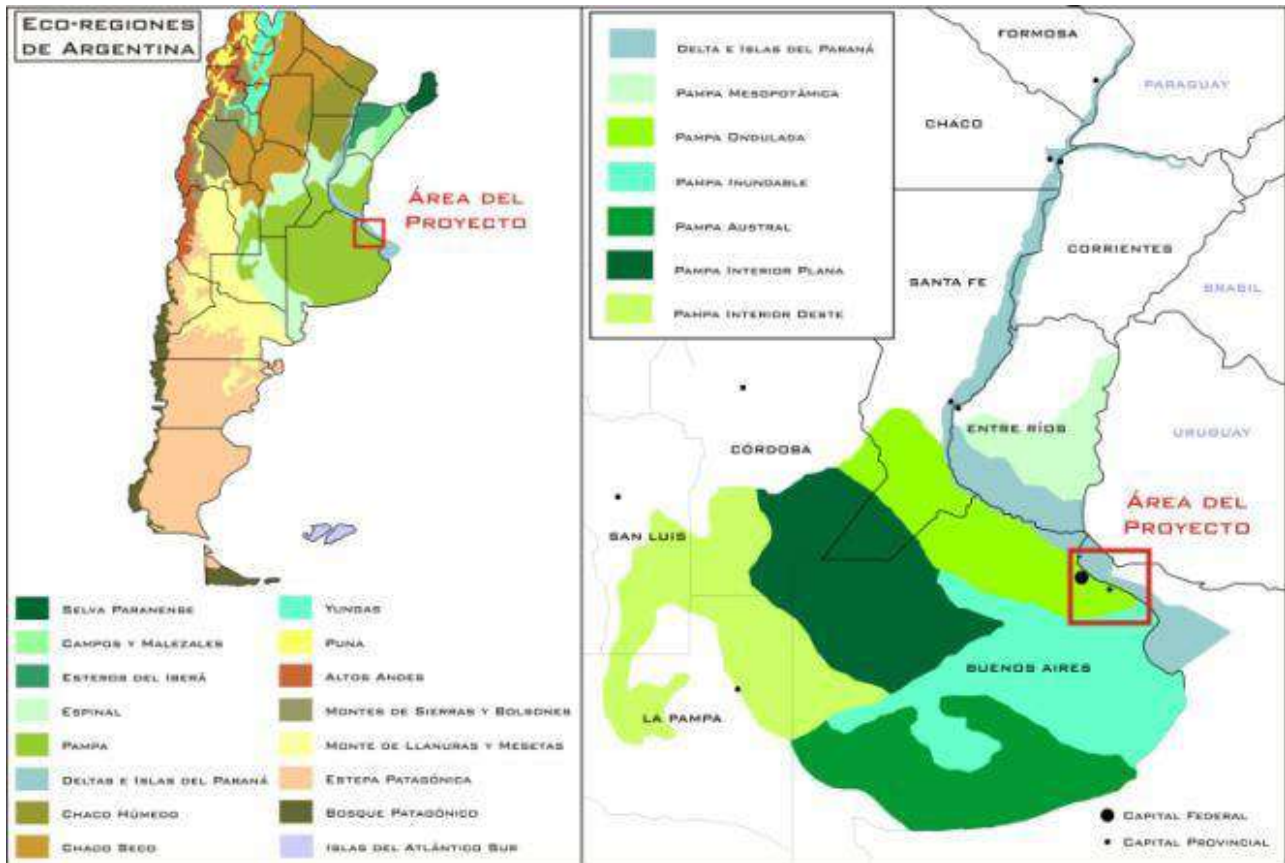 Eco-regiones
de Argentina
Área del
Proyecto
Selva Paranense
Campos y Malezales
Esteros del Iberá
Espinal
Pampa
Deltas e Islas del Paraná
Chaco Húmedo
Chaco Seco
Yungas
Puna
Altos Andes
Montes de Sierras y Bolsones
Monte de Llanuras y Mesetas
Estepa Patagónica
Bosque Patagónico
Islas del Atlántico Sur
Delta e Islas del Paraná
Pampa Mesopotámica
Pampa Ondulada
Pampa Inundable
Pampa Austral
Pampa Interior Plana
Pampa Interior Oeste
Formosa
Paraguay
Chaco
Corrientes
Santa Fe
Brasil
Entre Ríos
Uruguay
Córdoba
Área del
Proyecto
San Luis
Buenos Aires
La Pampa
Capital Federal
Capital Provincial